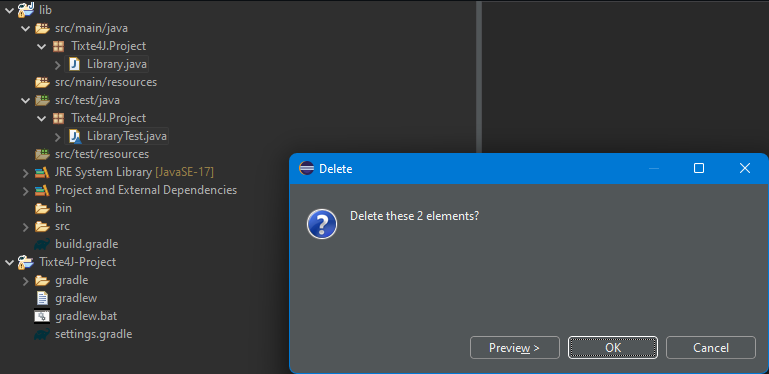 lib
src/main/java
Tixte4J.Project
Library.java
src/main/resources
src/test/java
Tixte4J.Project
LibraryTest.java
src/test/resources
JRE System Library [JavaSE-17]
Project and External Dependencies
bin
src
build.gradle
Tixte4J-Project
gradle
gradlew
gradlew.bat
settings.gradle
Delete
Delete these 2 elements?
Preview >
OK
Cancel